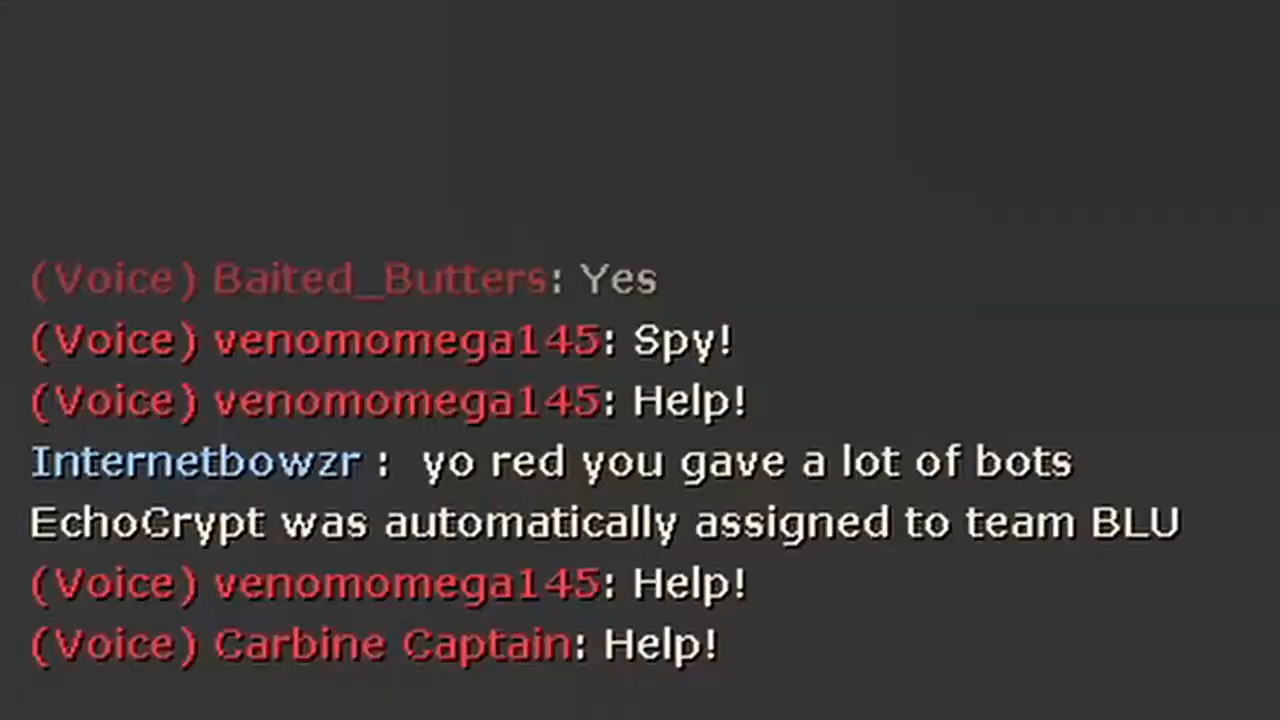 (Voice) Baited_Butters: Yes
(Voice) venomomega145: Spy!
(Voice) venomomega145: Help!
Internetbowzr :  yo red you gave a lot of bots
EchoCrypt was automatically assigned to team BLU
(Voice) venomomega145: Help!
(Voice) Carbine Captain: Help!